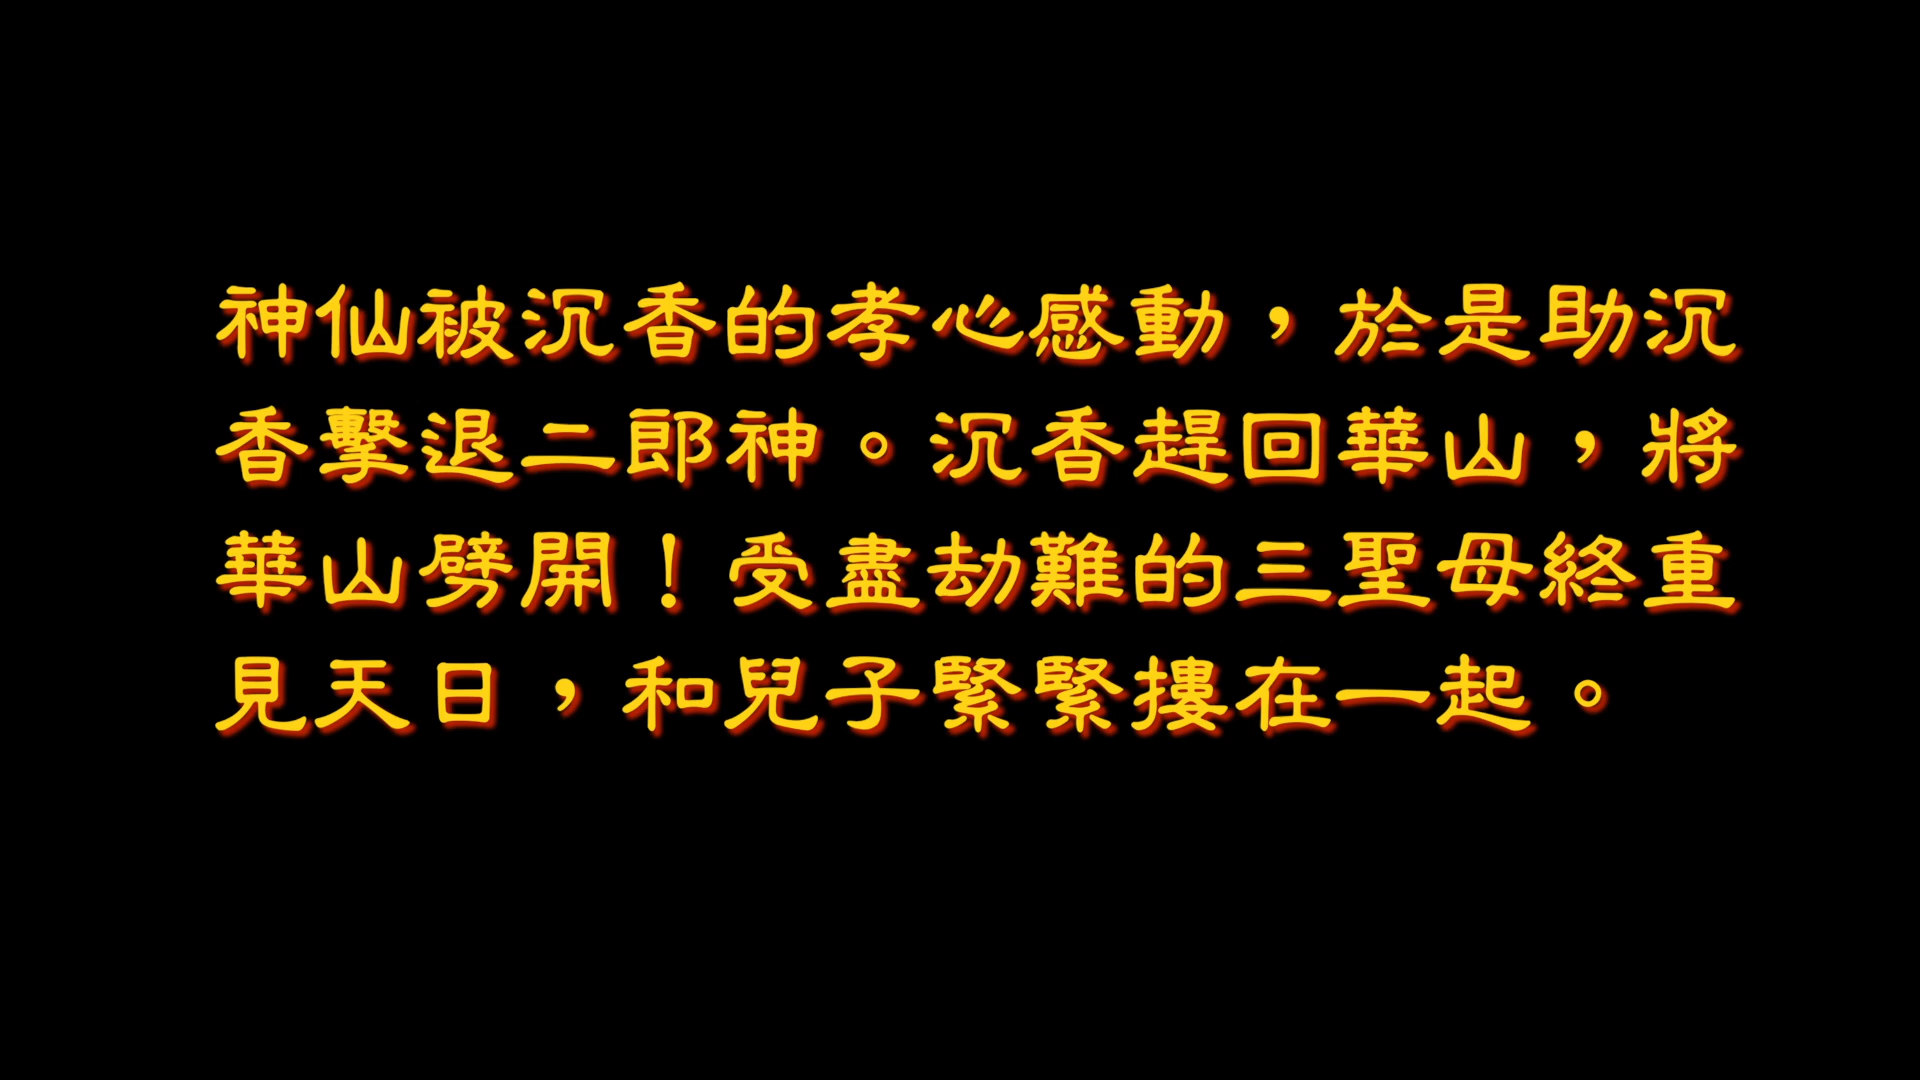 神仙被沉香的孝心感動，於是助沉
香擊退二郎神。沉香趕回華山，將
華山劈開！受盡劫難的三聖母終重
見天日，和兒子緊緊摟在一起。